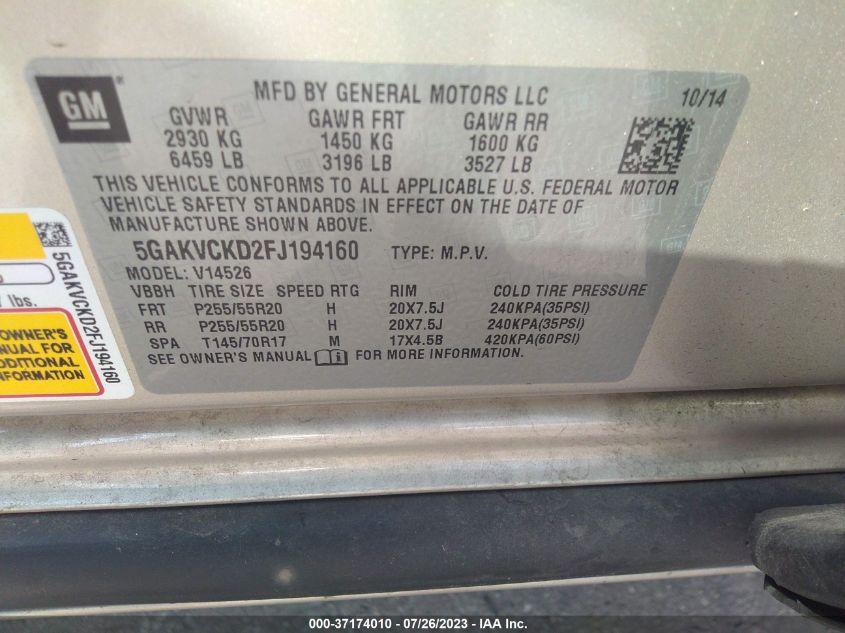 GM
MFD BY GENERAL MOTORS LLC
10/14
GVWR GAWR FRT GAWR RR
2930 KG 1450 KG 1600 KG
6459 LB 3196 LB 3527 LB
THIS VEHICLE CONFORMS TO ALL APPLICABLE U.S. FEDERAL MOTOR
VEHICLE SAFETY STANDARDS IN EFFECT ON THE DATE OF
MANUFACTURE SHOWN ABOVE.
5GAKVCKD2FJ194160 TYPE: M.P.V.
MODEL: V14526
VBBH TIRE SIZE SPEED RTG RIM COLD TIRE PRESSURE
FRT P255/55R20 H 20X7.5J 240KPA(35PSI)
RR P255/55R20 H 20X7.5J 240KPA(35PSI)
SPA T145/70R17 M 17X4.5B 420KPA(60PSI)
SEE OWNER'S MANUAL FOR MORE INFORMATION.
lbs.
OWNER'S
MANUAL FOR
ADDITIONAL
INFORMATION
5GAKVCKD2FJ194160
000-37174010 - 07/26/2023 - IAA Inc.